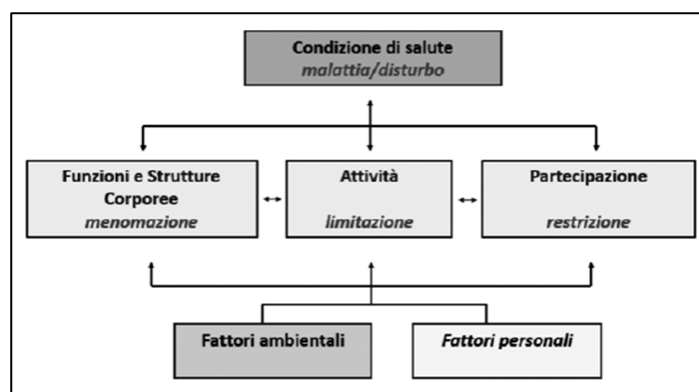 Condizione di salute
malattia/disturbo
Funzioni e Strutture
Corporee
menomazione
Attività
limitazione
Partecipazione
restrizione
Fattori ambientali
Fattori personali